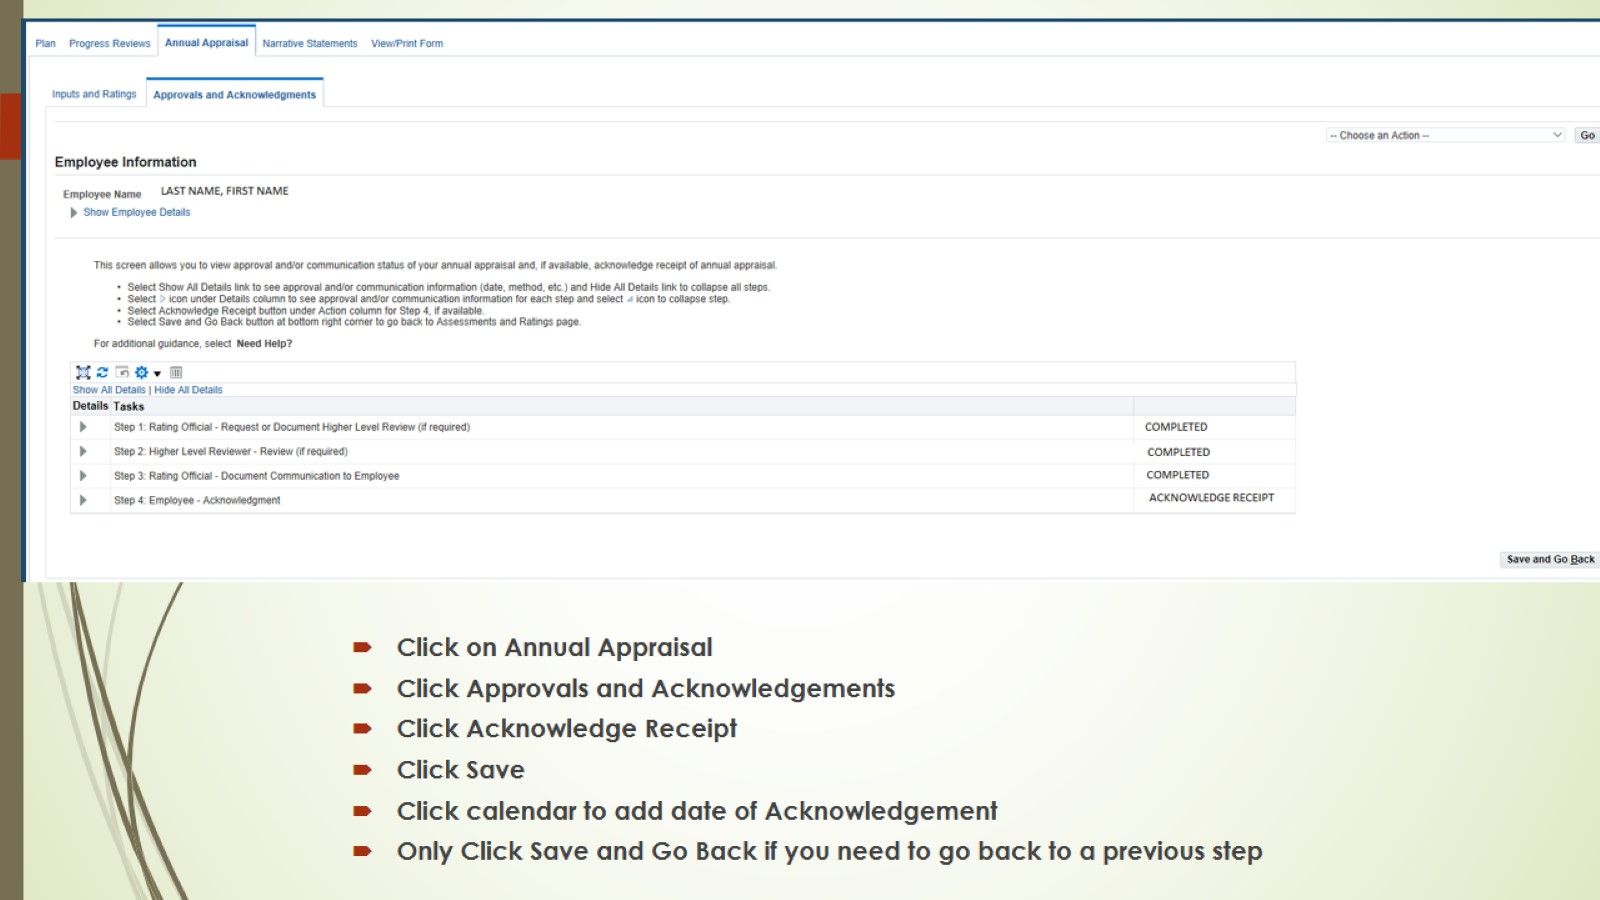 Plan Progress Reviews Annual Appraisal Narrative Statements View/Print Form
Inputs and Ratings Approvals and Acknowledgments
-- Choose an Action -- Go
Employee Information
Employee Name LAST NAME, FIRST NAME
Show Employee Details
This screen allows you to view approval and/or communication status of your annual appraisal and, if available, acknowledge receipt of annual appraisal.
• Select Show All Details link to see approval and/or communication information (date, method, etc.) and Hide All Details link to collapse all steps.
• Select icon under Details column to see approval and/or communication information for each step and select icon to collapse step.
• Select Acknowledge Receipt button under Action column for Step 4, if available.
• Select Save and Go Back button at bottom right corner to go back to Assessments and Ratings page.
For additional guidance, select Need Help?
Show All Details | Hide All Details
Details Tasks
Step 1: Rating Official - Request or Document Higher Level Review (if required) COMPLETED
Step 2: Higher Level Reviewer - Review (if required) COMPLETED
Step 3: Rating Official - Document Communication to Employee COMPLETED
Step 4: Employee - Acknowledgment ACKNOWLEDGE RECEIPT
Save and Go Back
Click on Annual Appraisal
Click Approvals and Acknowledgements
Click Acknowledge Receipt
Click Save
Click calendar to add date of Acknowledgement
Only Click Save and Go Back if you need to go back to a previous step